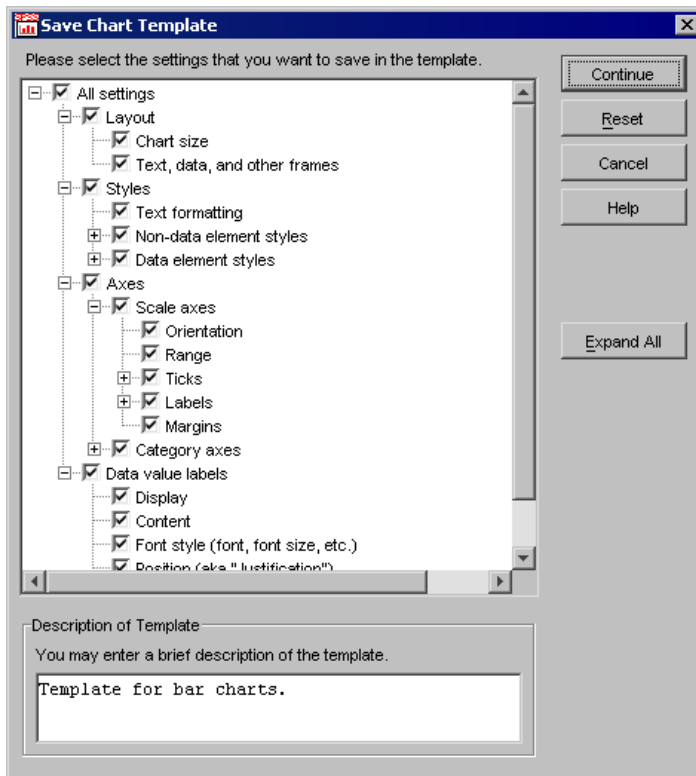 Save Chart Template
Please select the settings that you want to save in the template.
All settings
Layout
Chart size
Text, data, and other frames
Styles
Text formatting
Non-data element styles
Data element styles
Axes
Scale axes
Orientation
Range
Ticks
Labels
Margins
Category axes
Data value labels
Display
Content
Font style (font, font size, etc.)
Position (aka "Justification")
Continue
Reset
Cancel
Help
Expand All
Description of Template
You may enter a brief description of the template.
Template for bar charts.